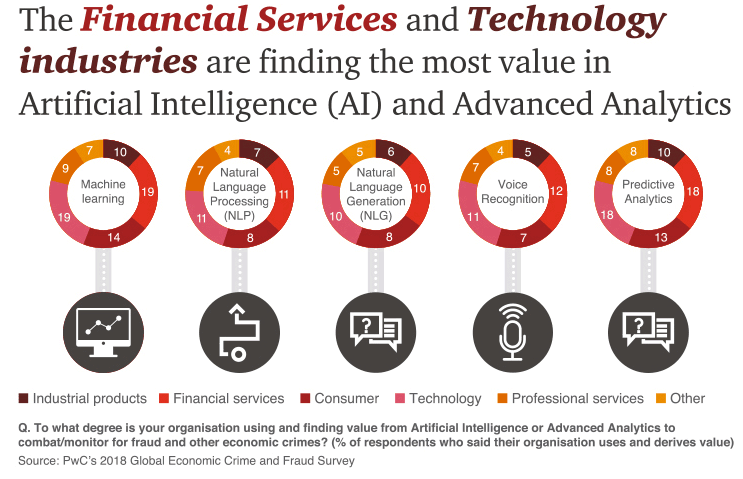 The Financial Services and Technology
industries are finding the most value in
Artificial Intelligence (AI) and Advanced Analytics
7 10 19 14 19 9
Machine
learning
4 7 11 8 11 7
Natural
Language
Processing
(NLP)
5 6 10 8 10 5
Natural
Language
Generation
(NLG)
4 5 12 7 11 7
Voice
Recognition
8 10 18 13 18 8
Predictive
Analytics
?
?
Industrial products Financial services Consumer Technology Professional services Other
Q. To what degree is your organisation using and finding value from Artificial Intelligence or Advanced Analytics to
combat/monitor for fraud and other economic crimes? (% of respondents who said their organisation uses and derives value)
Source: PwC's 2018 Global Economic Crime and Fraud Survey